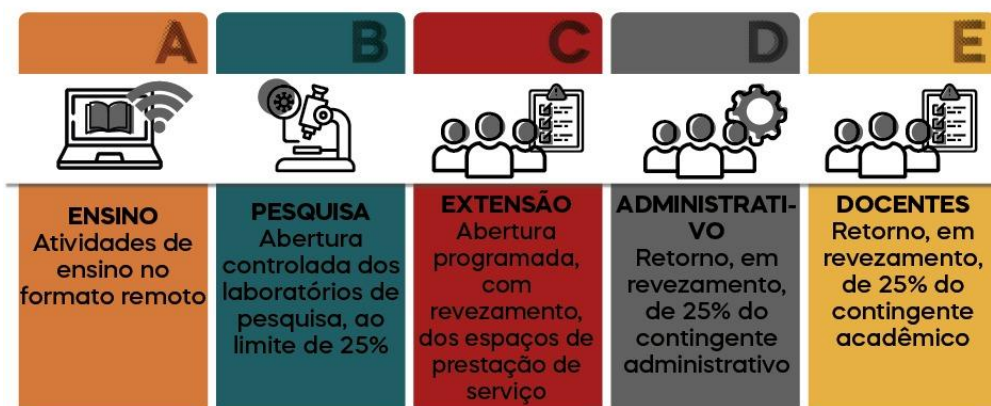 A
ENSINO
Atividades de
ensino no
formato remoto
B
PESQUISA
Abertura
controlada dos
laboratórios de
pesquisa, ao
limite de 25%
C
EXTENSÃO
Abertura
programada,
com
revezamento,
dos espaços de
prestação de
serviço
D
ADMINISTRATI-
VO
Retorno, em
revezamento,
de 25% do
contingente
administrativo
E
DOCENTES
Retorno, em
revezamento,
de 25% do
contingente
acadêmico